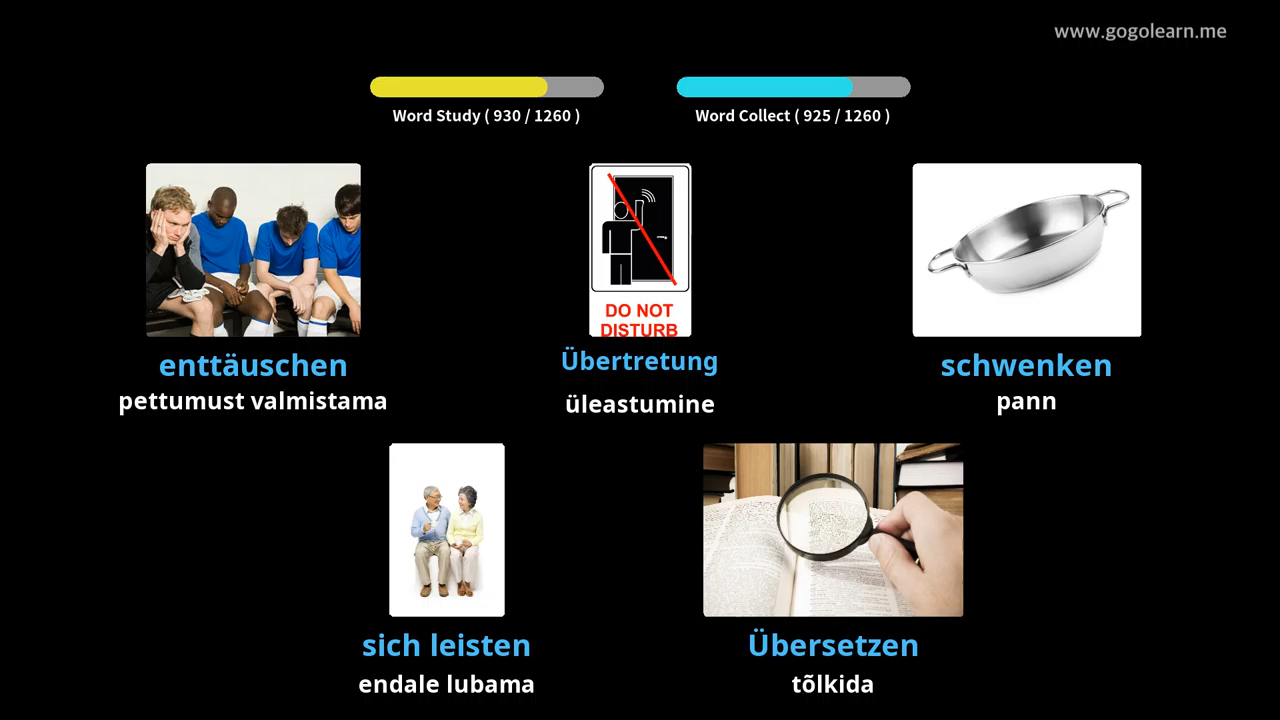 www.gogolearn.me
Word Study ( 930 / 1260 )
Word Collect ( 925 / 1260 )
DO NOT
DISTURB
enttäuschen
pettumust valmistama
Übertretung
üleastumine
schwenken
pann
sich leisten
endale lubama
Übersetzen
tõlkida